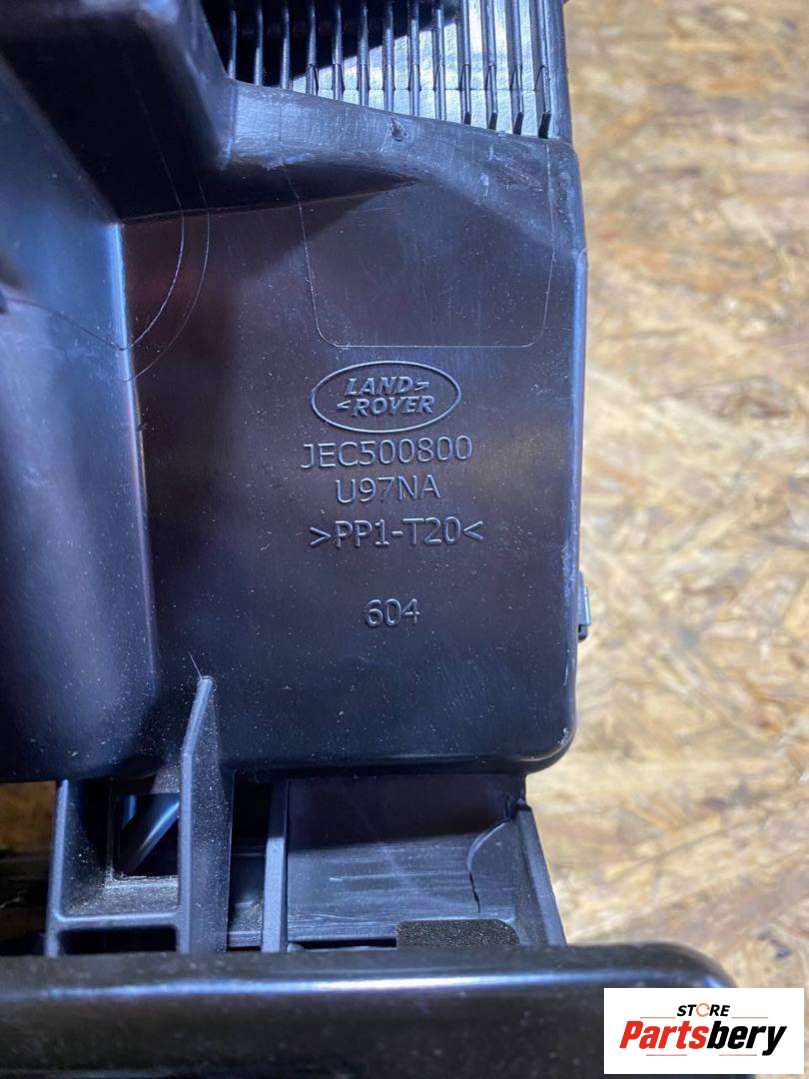 LAND
ROVER
JEC500800
U97NA
>PP1-T20<
604
STORE
Partsbery